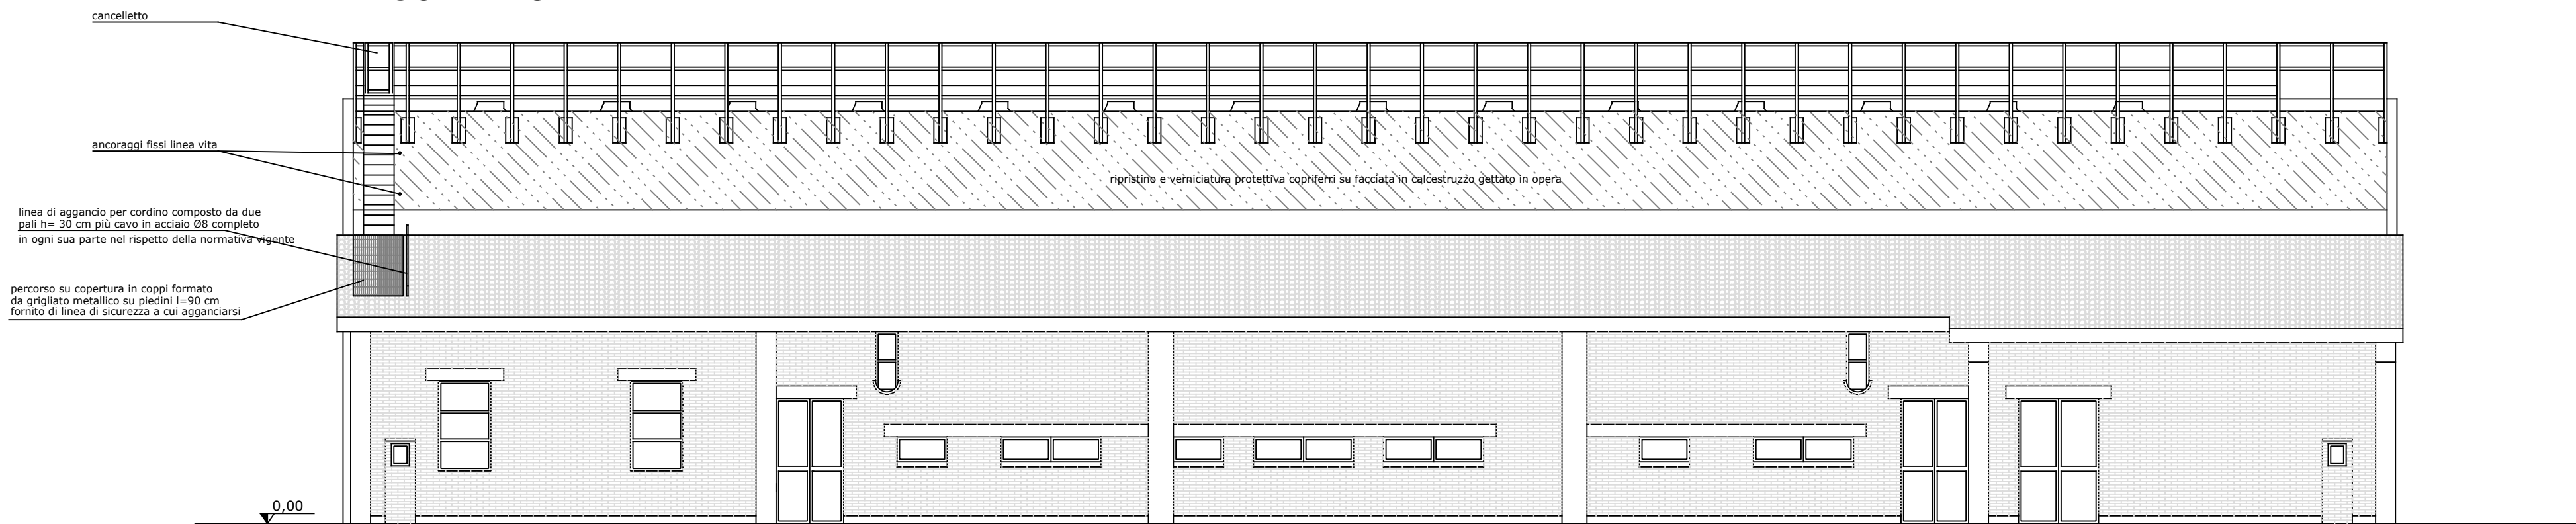 cancelletto
ancoraggi fissi linea vita
ripristino e verniciatura protettiva copriferri su facciata in calcestruzzo gettato in opera
linea di aggancio per cordino composto da due
pali h= 30 cm più cavo in acciaio Ø8 completo
in ogni sua parte nel rispetto della normativa vigente
percorso su copertura in coppi formato
da grigliato metallico su piedini l=90 cm
fornito di linea di sicurezza a cui agganciarsi
0,00